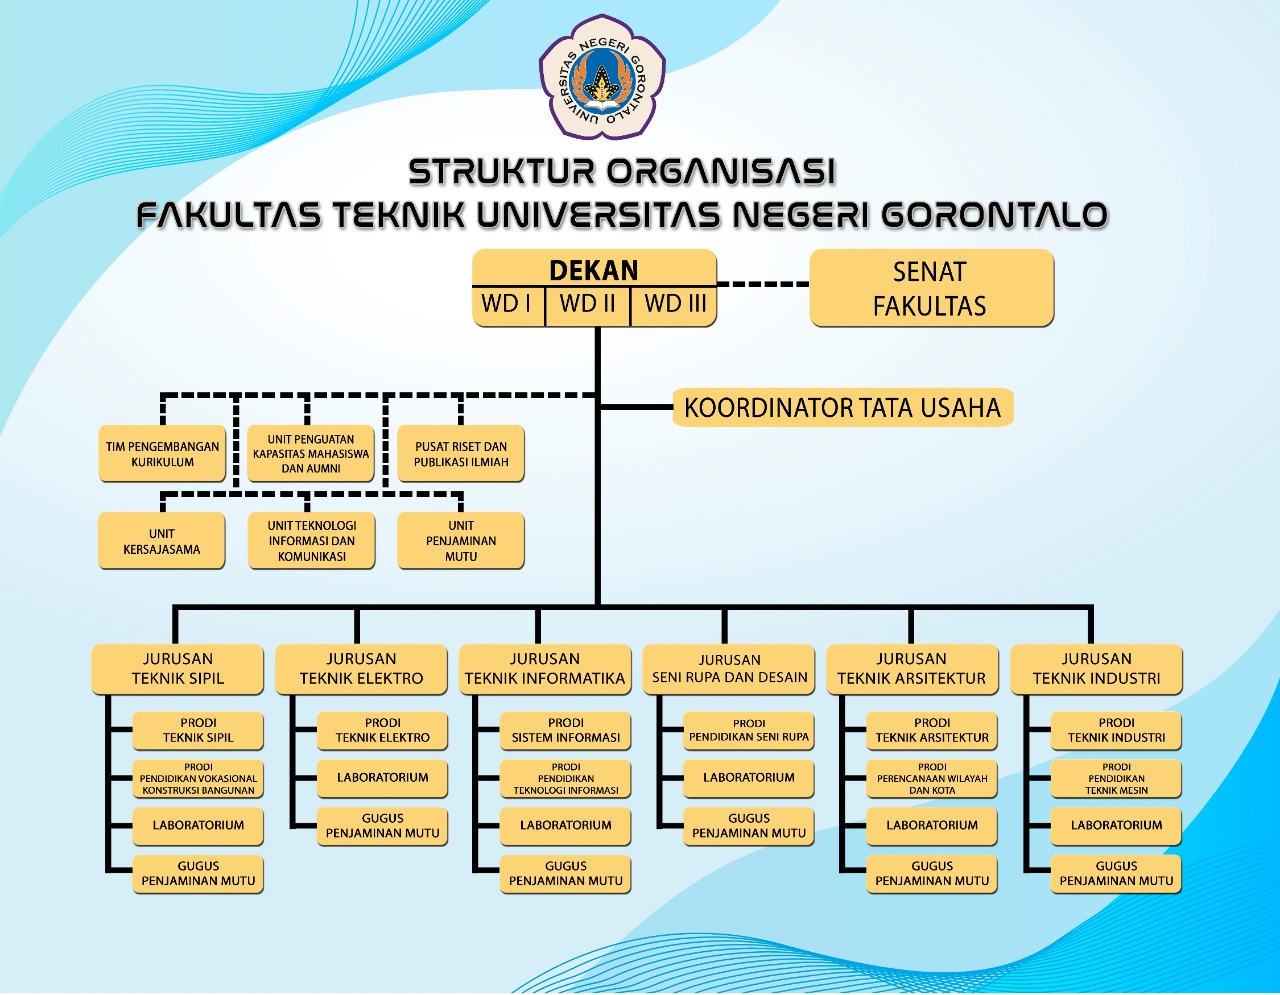 UNIVERSITAS NEGERI GORONTALO
STRUKTUR ORGANISASI
FAKULTAS TEKNIK UNIVERSITAS NEGERI GORONTALO
DEKAN
WD I WD II WD III
SENAT
FAKULTAS
KOORDINATOR TATA USAHA
TIM PENGEMBANGAN
KURIKULUM
UNIT PENGUATAN
KAPASITAS MAHASISWA
DAN AUMNI
PUSAT RISET DAN
PUBLIKASI ILMIAH
UNIT
KERSAJASAMA
UNIT TEKNOLOGI
INFORMASI DAN
KOMUNIKASI
UNIT
PENJAMINAN
MUTU
JURUSAN
TEKNIK SIPIL
PRODI
TEKNIK SIPIL
PRODI
PENDIDIKAN VOKASIONAL
KONSTRUKSI BANGUNAN
LABORATORIUM
GUGUS
PENJAMINAN MUTU
JURUSAN
TEKNIK ELEKTRO
PRODI
TEKNIK ELEKTRO
LABORATORIUM
GUGUS
PENJAMINAN MUTU
JURUSAN
TEKNIK INFORMATIKA
PRODI
SISTEM INFORMASI
PRODI
PENDIDIKAN
TEKNOLOGI INFORMASI
LABORATORIUM
GUGUS
PENJAMINAN MUTU
JURUSAN
SENI RUPA DAN DESAIN
PRODI
PENDIDIKAN SENI RUPA
LABORATORIUM
GUGUS
PENJAMINAN MUTU
JURUSAN
TEKNIK ARSITEKTUR
PRODI
TEKNIK ARSITEKTUR
PRODI
PERENCANAAN WILAYAH
DAN KOTA
LABORATORIUM
GUGUS
PENJAMINAN MUTU
JURUSAN
TEKNIK INDUSTRI
PRODI
TEKNIK INDUSTRI
PRODI
PENDIDIKAN
TEKNIK MESIN
LABORATORIUM
GUGUS
PENJAMINAN MUTU